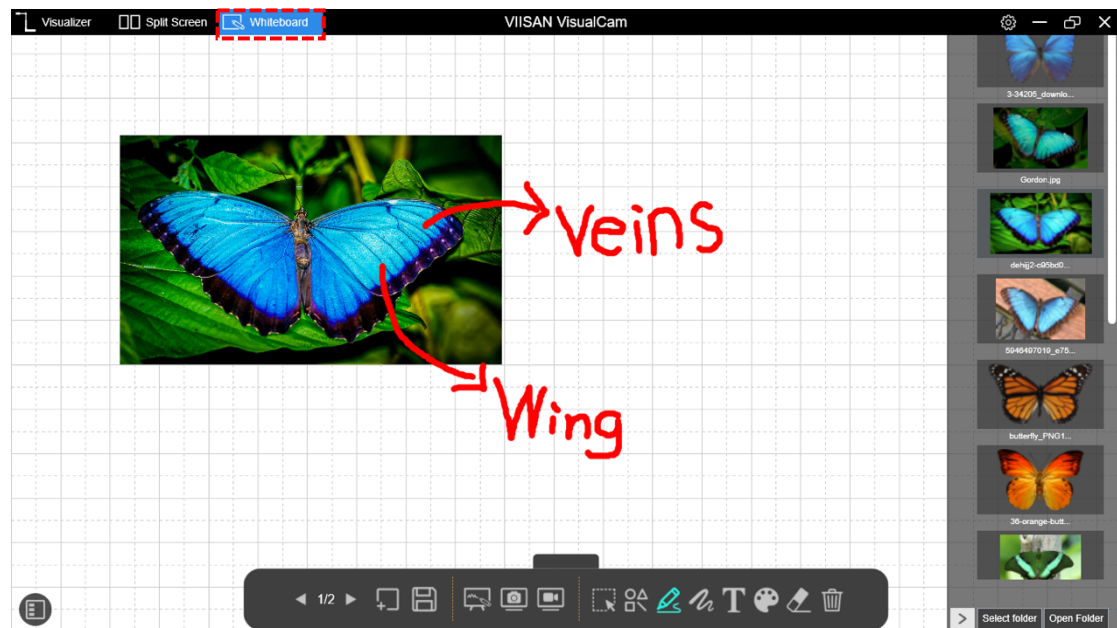 Visualizer Split Screen Whiteboard VIISAN VisualCam
3-34205_downlo...
Gordon.jpg
Veins
dehijj2-c95bd0...
5946497019_e75...
Wing
butterfly_PNG1...
36-orange-butt...
1/2
T
Select folder Open Folder